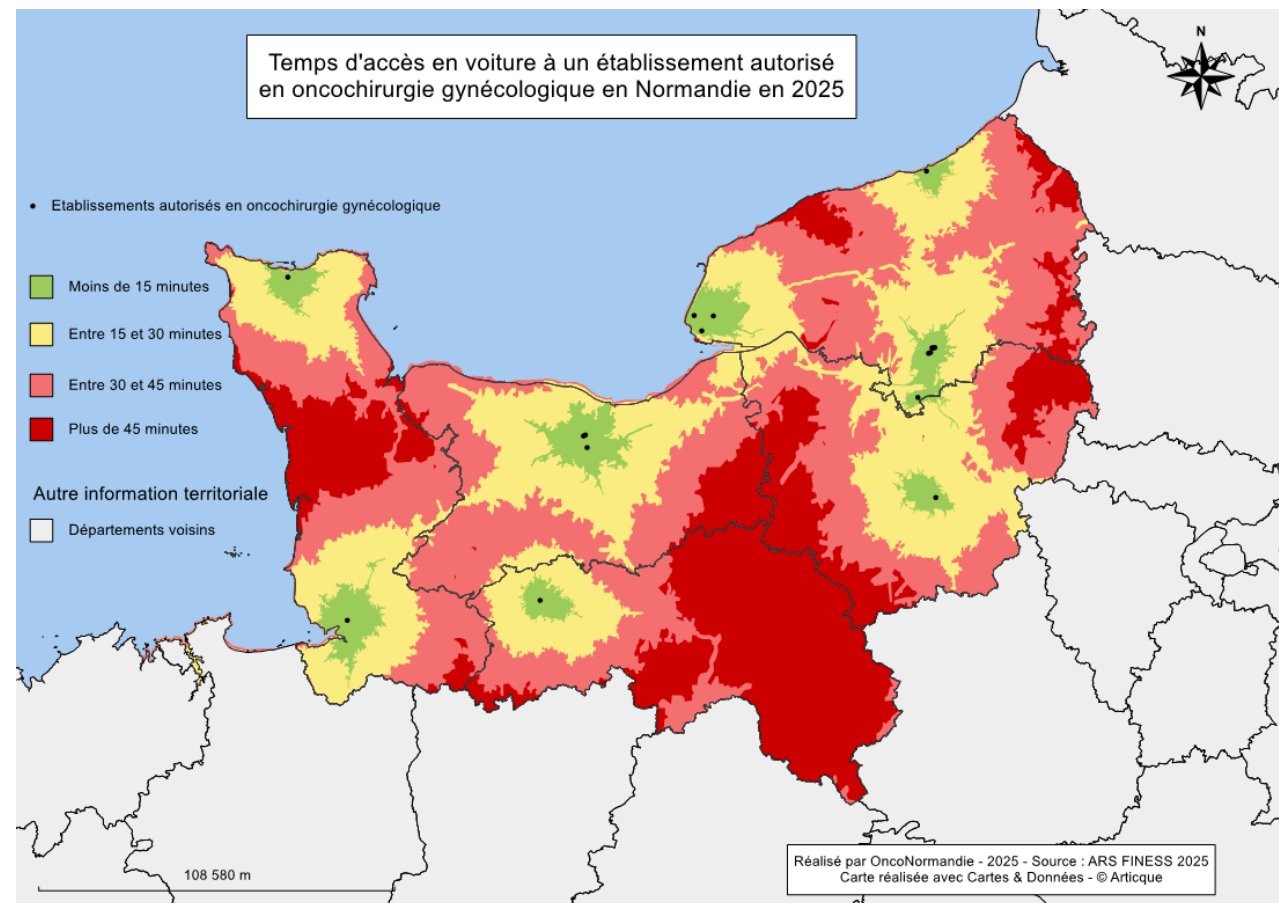 Temps d'accès en voiture à un établissement autorisé
en oncochirurgie gynécologique en Normandie en 2025
N
Etablissements autorisés en oncochirurgie gynécologique
Moins de 15 minutes
Entre 15 et 30 minutes
Entre 30 et 45 minutes
Plus de 45 minutes
Autre information territoriale
Départements voisins
108 580 m
Réalisé par OncoNormandie - 2025 - Source : ARS FINESS 2025
Carte réalisée avec Cartes & Données - © Articque